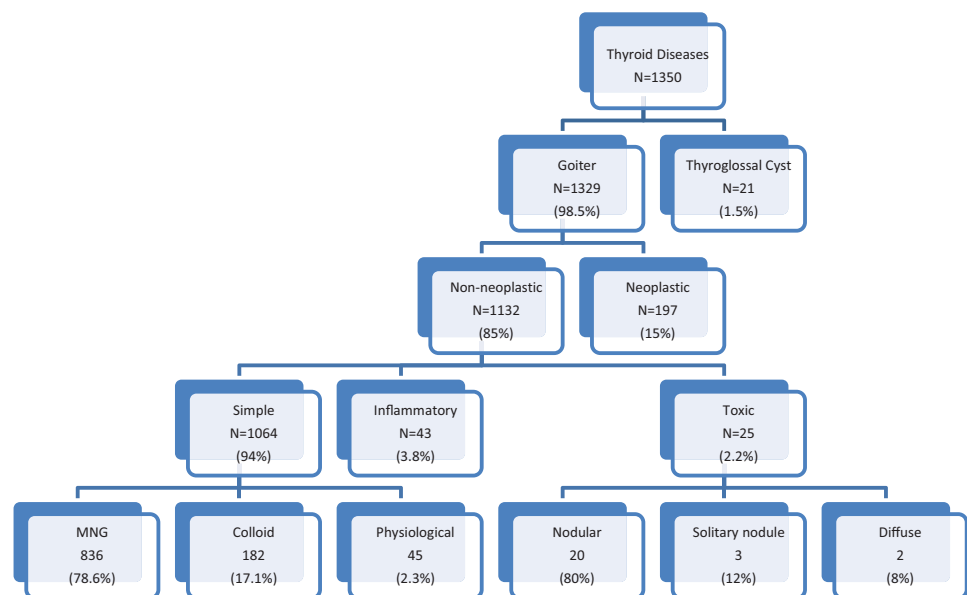 Thyroid Diseases
N=1350
Goiter
N=1329
(98.5%)
Thyroglossal Cyst
N=21
(1.5%)
Non-neoplastic
N=1132
(85%)
Neoplastic
N=197
(15%)
Simple
N=1064
(94%)
Inflammatory
N=43
(3.8%)
Toxic
N=25
(2.2%)
MNG
836
(78.6%)
Colloid
182
(17.1%)
Physiological
45
(2.3%)
Nodular
20
(80%)
Solitary nodule
3
(12%)
Diffuse
2
(8%)